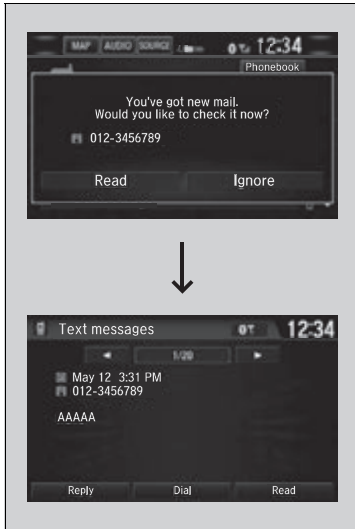 MAP AUDIO SOURCE 12:34
Phonebook
You've got new mail.
Would you like to check it now?
012-3456789
Read Ignore
Text messages 12:34
1/20
May 12 3:31 PM
012-3456789
AAAAA
Reply Dial Read